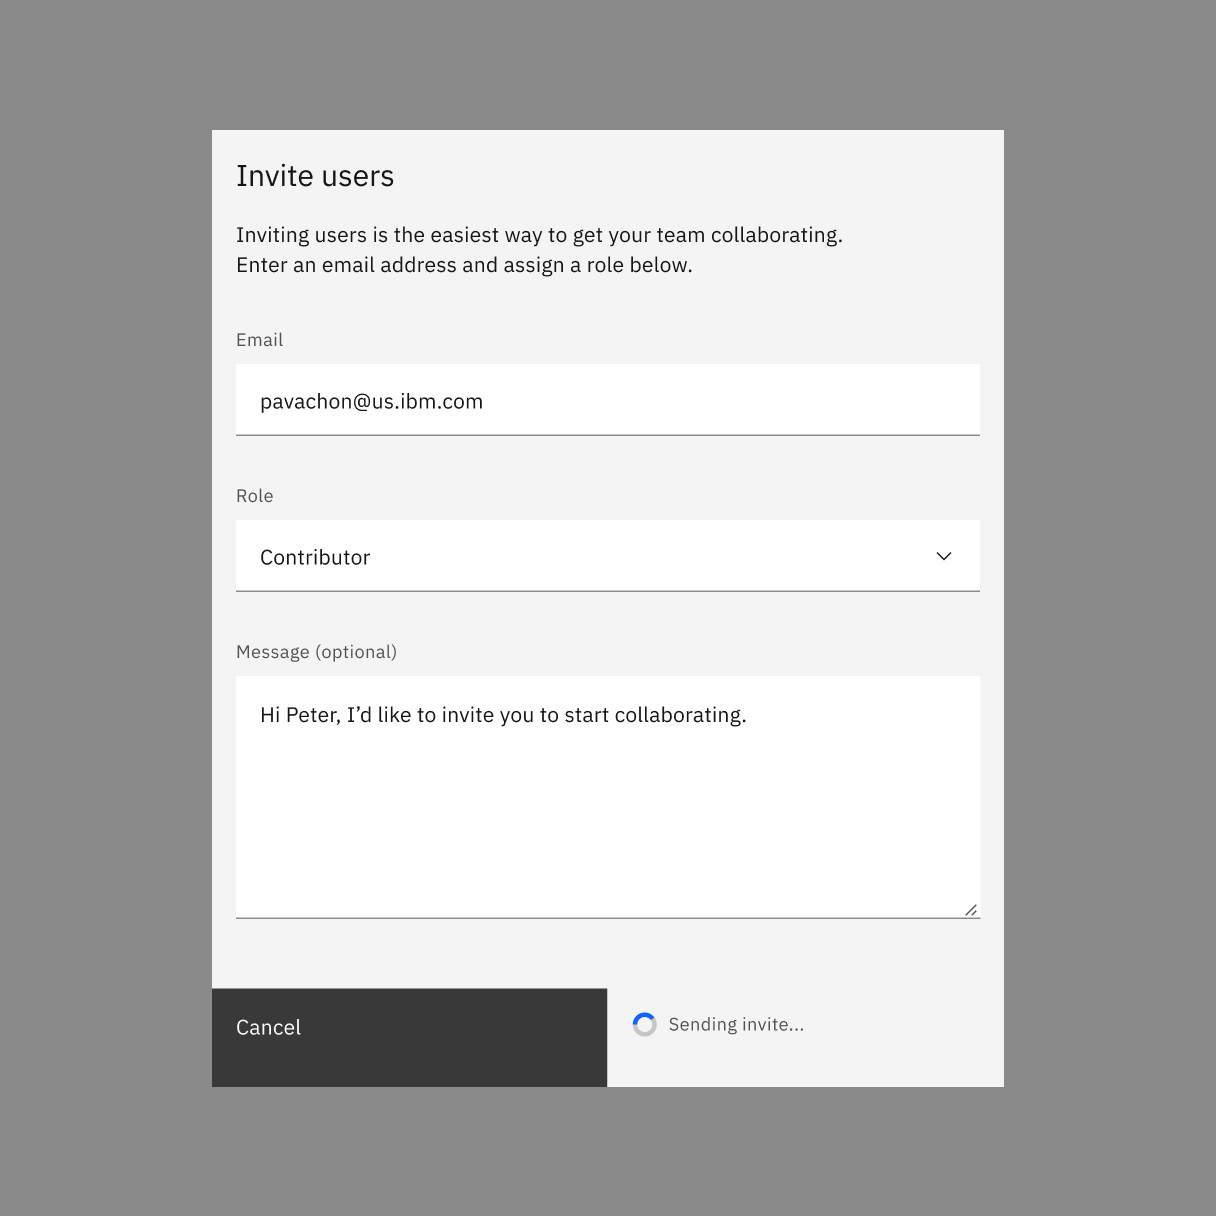 Invite users
Inviting users is the easiest way to get your team collaborating.
Enter an email address and assign a role below.
Email
pavachon@us.ibm.com
Role
Contributor
Message (optional)
Hi Peter, I’d like to invite you to start collaborating.
Cancel
Sending invite...